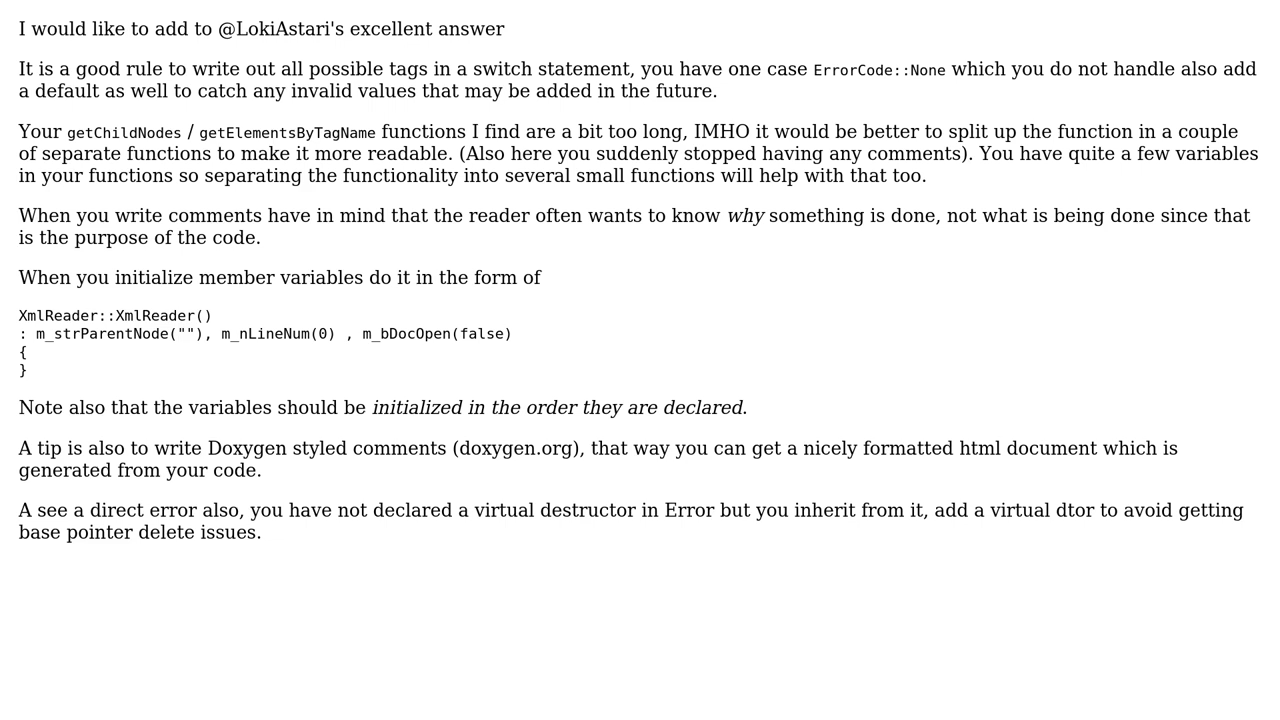 I would like to add to @LokiAstari's excellent answer
It is a good rule to write out all possible tags in a switch statement, you have one case ErrorCode::None which you do not handle also add
a default as well to catch any invalid values that may be added in the future.
Your getChildNodes / getElementsByTagName functions I find are a bit too long, IMHO it would be better to split up the function in a couple
of separate functions to make it more readable. (Also here you suddenly stopped having any comments). You have quite a few variables
in your functions so separating the functionality into several small functions will help with that too.
When you write comments have in mind that the reader often wants to know why something is done, not what is being done since that
is the purpose of the code.
When you initialize member variables do it in the form of
XmlReader::XmlReader()
: m_strParentNode(""), m_nLineNum(0) , m_bDocOpen(false)
{
}
Note also that the variables should be initialized in the order they are declared.
A tip is also to write Doxygen styled comments (doxygen.org), that way you can get a nicely formatted html document which is
generated from your code.
A see a direct error also, you have not declared a virtual destructor in Error but you inherit from it, add a virtual dtor to avoid getting
base pointer delete issues.